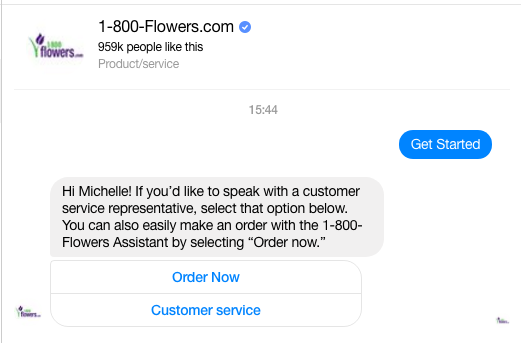 1-800-Flowers.com
959k people like this
Product/service
1-800
flowers.com
15:44
Get Started
Hi Michelle! If you'd like to speak with a customer
service representative, select that option below.
You can also easily make an order with the 1-800-
Flowers Assistant by selecting “Order now.”
Order Now
Customer service
flowers